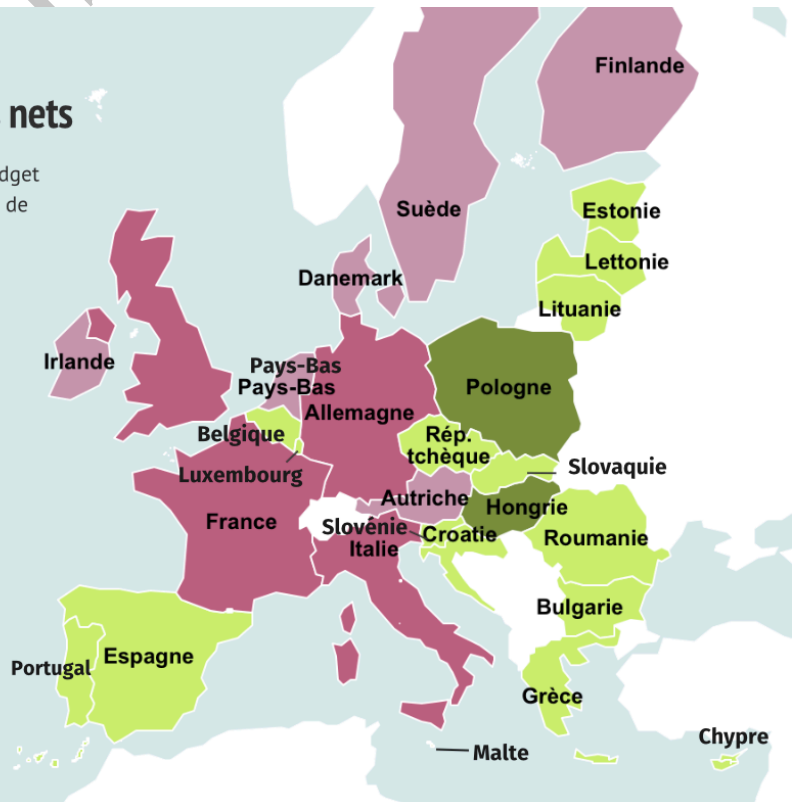 Finlande
nets
dget
de
Suède
Estonie
Lettonie
Danemark
Lituanie
Irlande
Pays-Bas
Pays-Bas
Pologne
Allemagne
Belgique
Rép.
tchèque
Luxembourg
Slovaquie
Autriche
Hongrie
France
Slovénie
Croatie
Roumanie
Italie
Bulgarie
Portugal
Espagne
Grèce
Chypre
Malte